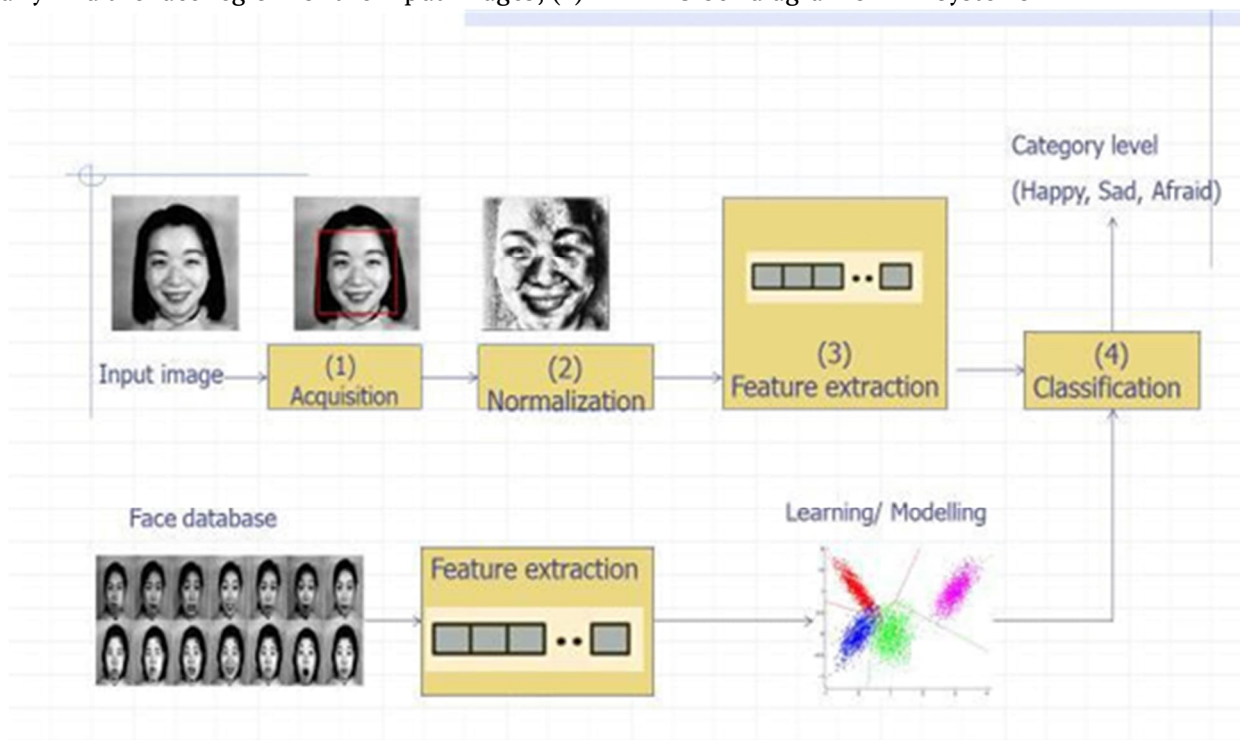 Category level
(Happy, Sad, Afraid)
Input image
(1)
Acquisition
(2)
Normalization
(3)
Feature extraction
(4)
Classification
Face database
Learning/ Modelling
Feature extraction